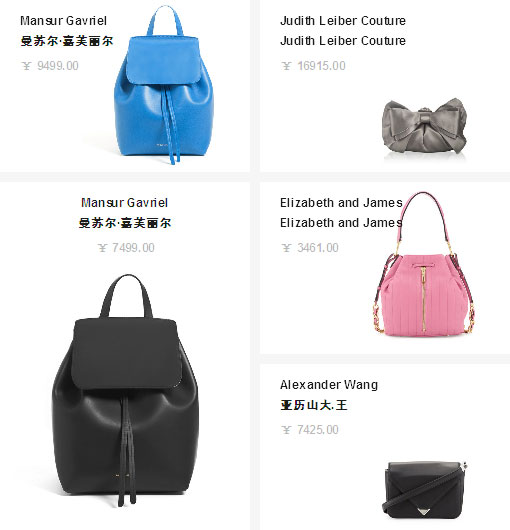 Mansur Gavriel
曼苏尔·嘉芙丽尔
￥ 9499.00
Judith Leiber Couture
Judith Leiber Couture
￥ 16915.00
Mansur Gavriel
曼苏尔·嘉芙丽尔
￥ 7499.00
Elizabeth and James
Elizabeth and James
￥ 3461.00
Alexander Wang
亚历山大.王
￥ 7425.00